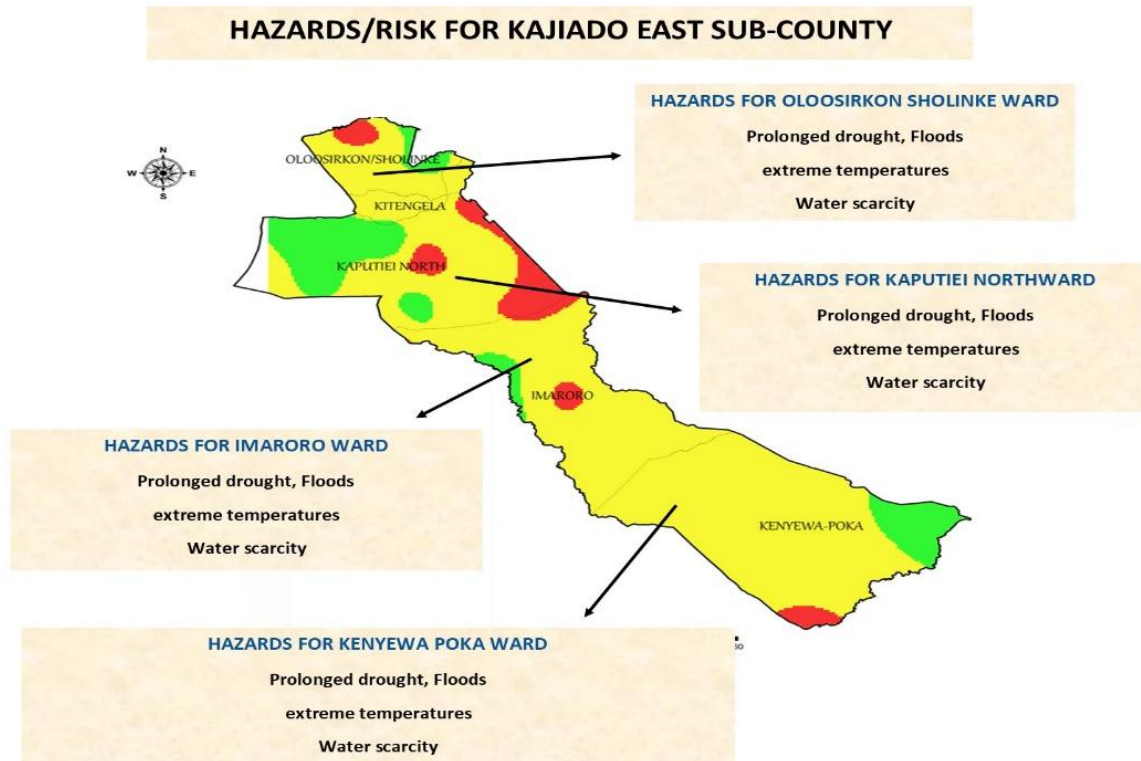 HAZARDS/RISK FOR KAJIADO EAST SUB-COUNTY
HAZARDS FOR OLOOSIRKON SHOLINKE WARD
Prolonged drought, Floods
extreme temperatures
Water scarcity
N
W E
S
OLOOSIRKON/SHOLINKE
KITENGELA
KAPUTIEI NORTH
HAZARDS FOR KAPUTIEI NORTHWARD
Prolonged drought, Floods
extreme temperatures
Water scarcity
IMARORO
HAZARDS FOR IMARORO WARD
Prolonged drought, Floods
extreme temperatures
Water scarcity
KENYEWA-POKA
HAZARDS FOR KENYEWA POKA WARD
Prolonged drought, Floods
extreme temperatures
Water scarcity